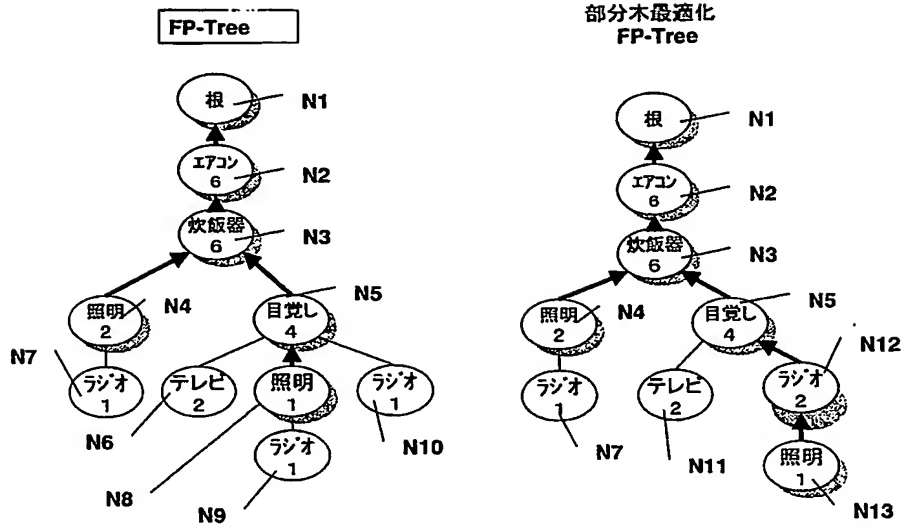 FP-Tree
根
N1
エアコン
6
N2
炊飯器
6
N3
照明
2
N4
目覚し
4
N5
N7
ラジオ
1
テレビ
2
照明
1
ラジオ
1
N6
N10
N8
ラジオ
1
N9
部分木最適化
FP-Tree
根
N1
エアコン
6
N2
炊飯器
6
N3
照明
2
N4
目覚し
4
N5
N12
ラジオ
1
テレビ
2
ラジオ
2
N7
N11
照明
1
N13